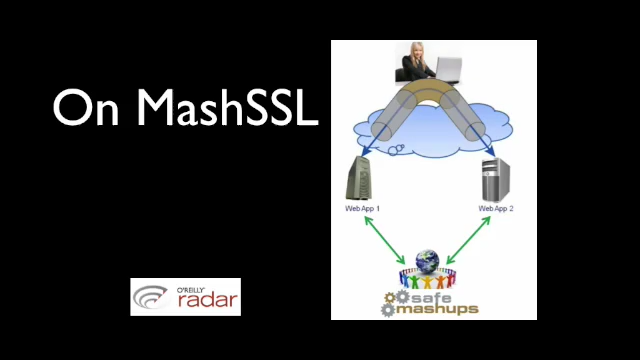 On MashSSL
Web App 1
Web App 2
O'REILLY
radar
safe
mashups